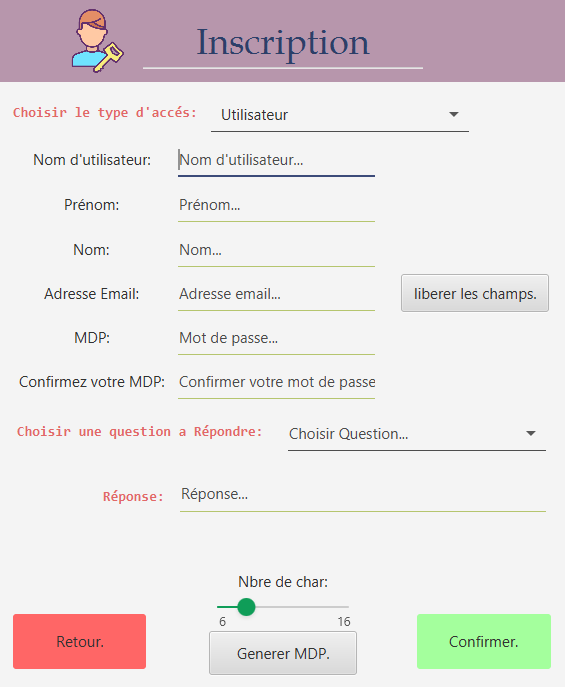 Inscription
Choisir le type d'accés: Utilisateur
Nom d'utilisateur: Nom d'utilisateur...
Prénom: Prénom...
Nom: Nom...
Adresse Email: Adresse email... liberer les champs.
MDP: Mot de passe...
Confirmez votre MDP: Confirmer votre mot de passe
Choisir une question a Répondre: Choisir Question...
Réponse: Réponse...
Nbre de char:
6 16
Retour. Generer MDP. Confirmer.